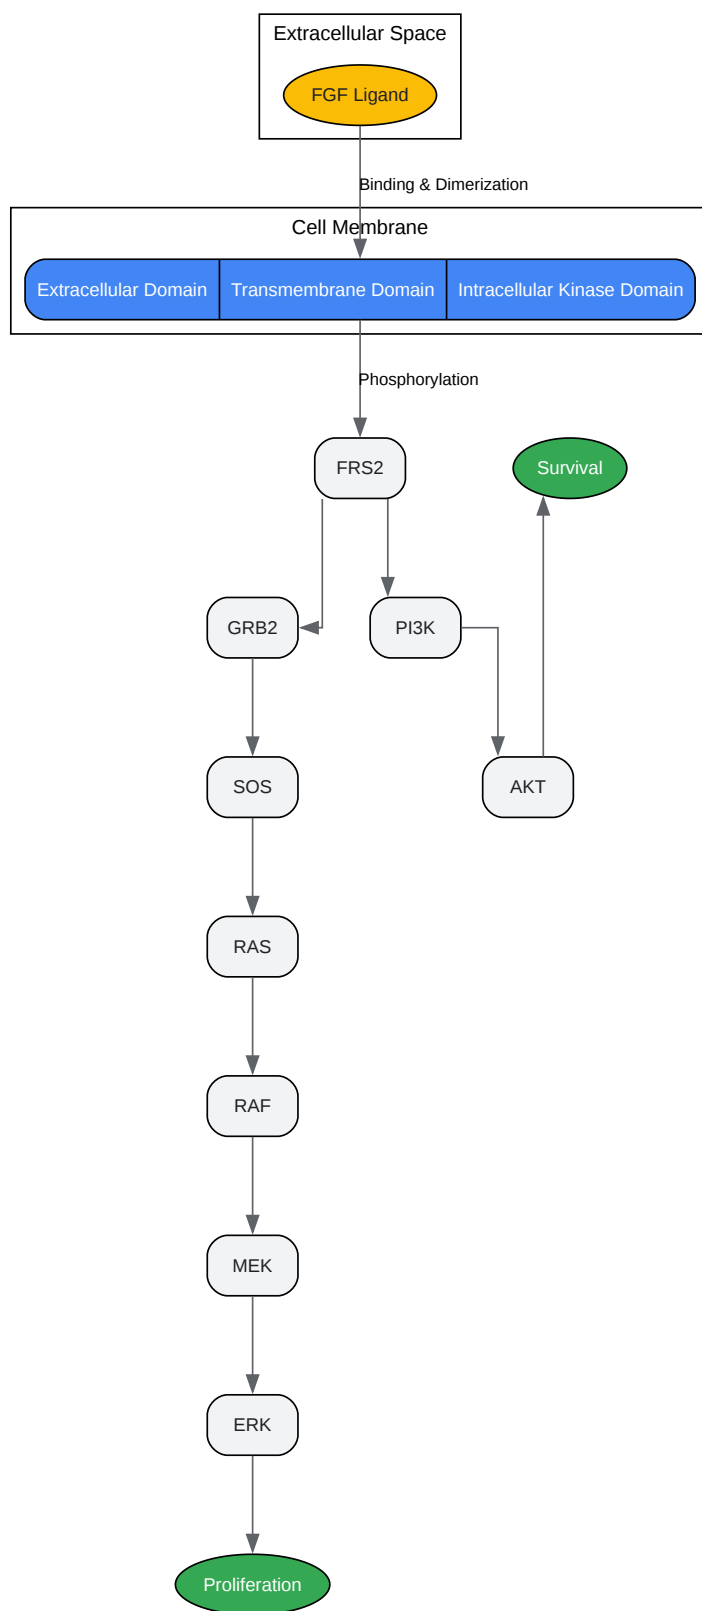 Extracellular Space
FGF Ligand
Binding & Dimerization
Cell Membrane
Extracellular Domain
Transmembrane Domain
Intracellular Kinase Domain
Phosphorylation
FRS2
Survival
GRB2
PI3K
SOS
AKT
RAS
RAF
MEK
ERK
Proliferation